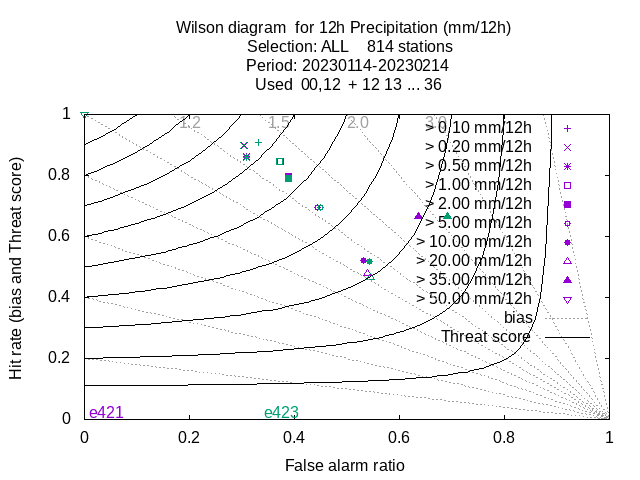 Wilson diagram  for 12h Precipitation (mm/12h)
Selection: ALL    814 stations
Period: 20230114-20230214
Used  00,12  + 12 13 ... 36
Hit rate (bias and Threat score)
1
0.8
0.6
0.4
0.2
0
1.2
1.5
2.0
3.0
> 0.10 mm/12h
> 0.20 mm/12h
> 0.50 mm/12h
> 1.00 mm/12h
> 2.00 mm/12h
> 5.00 mm/12h
> 10.00 mm/12h
> 20.00 mm/12h
> 35.00 mm/12h
> 50.00 mm/12h
bias
Threat score
e421
e423
0
0.2
0.4
0.6
0.8
1
False alarm ratio